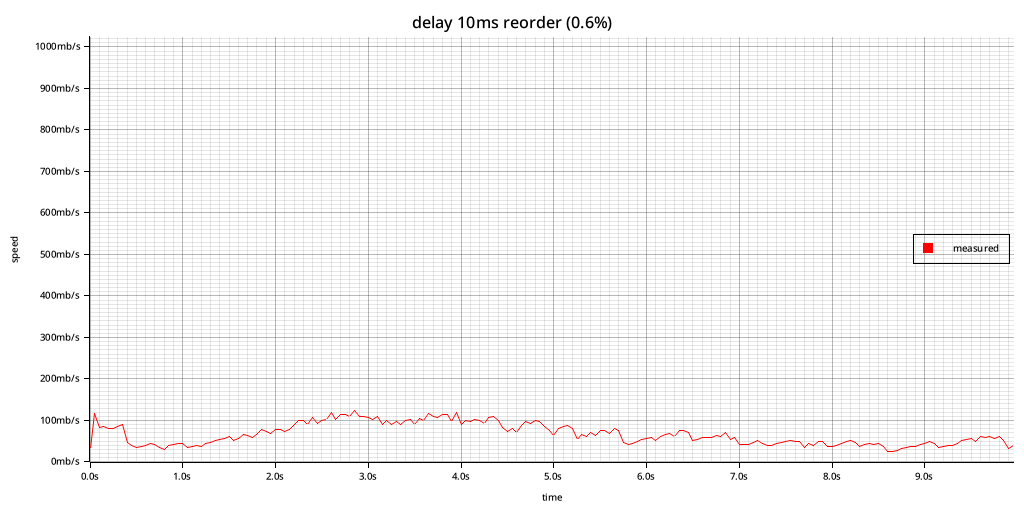 delay 10ms reorder (0.6%)
1000mb/s
900mb/s
800mb/s
700mb/s
600mb/s
500mb/s
400mb/s
300mb/s
200mb/s
100mb/s
0mb/s
speed
measured
0.0s 1.0s 2.0s 3.0s 4.0s 5.0s 6.0s 7.0s 8.0s 9.0s
time